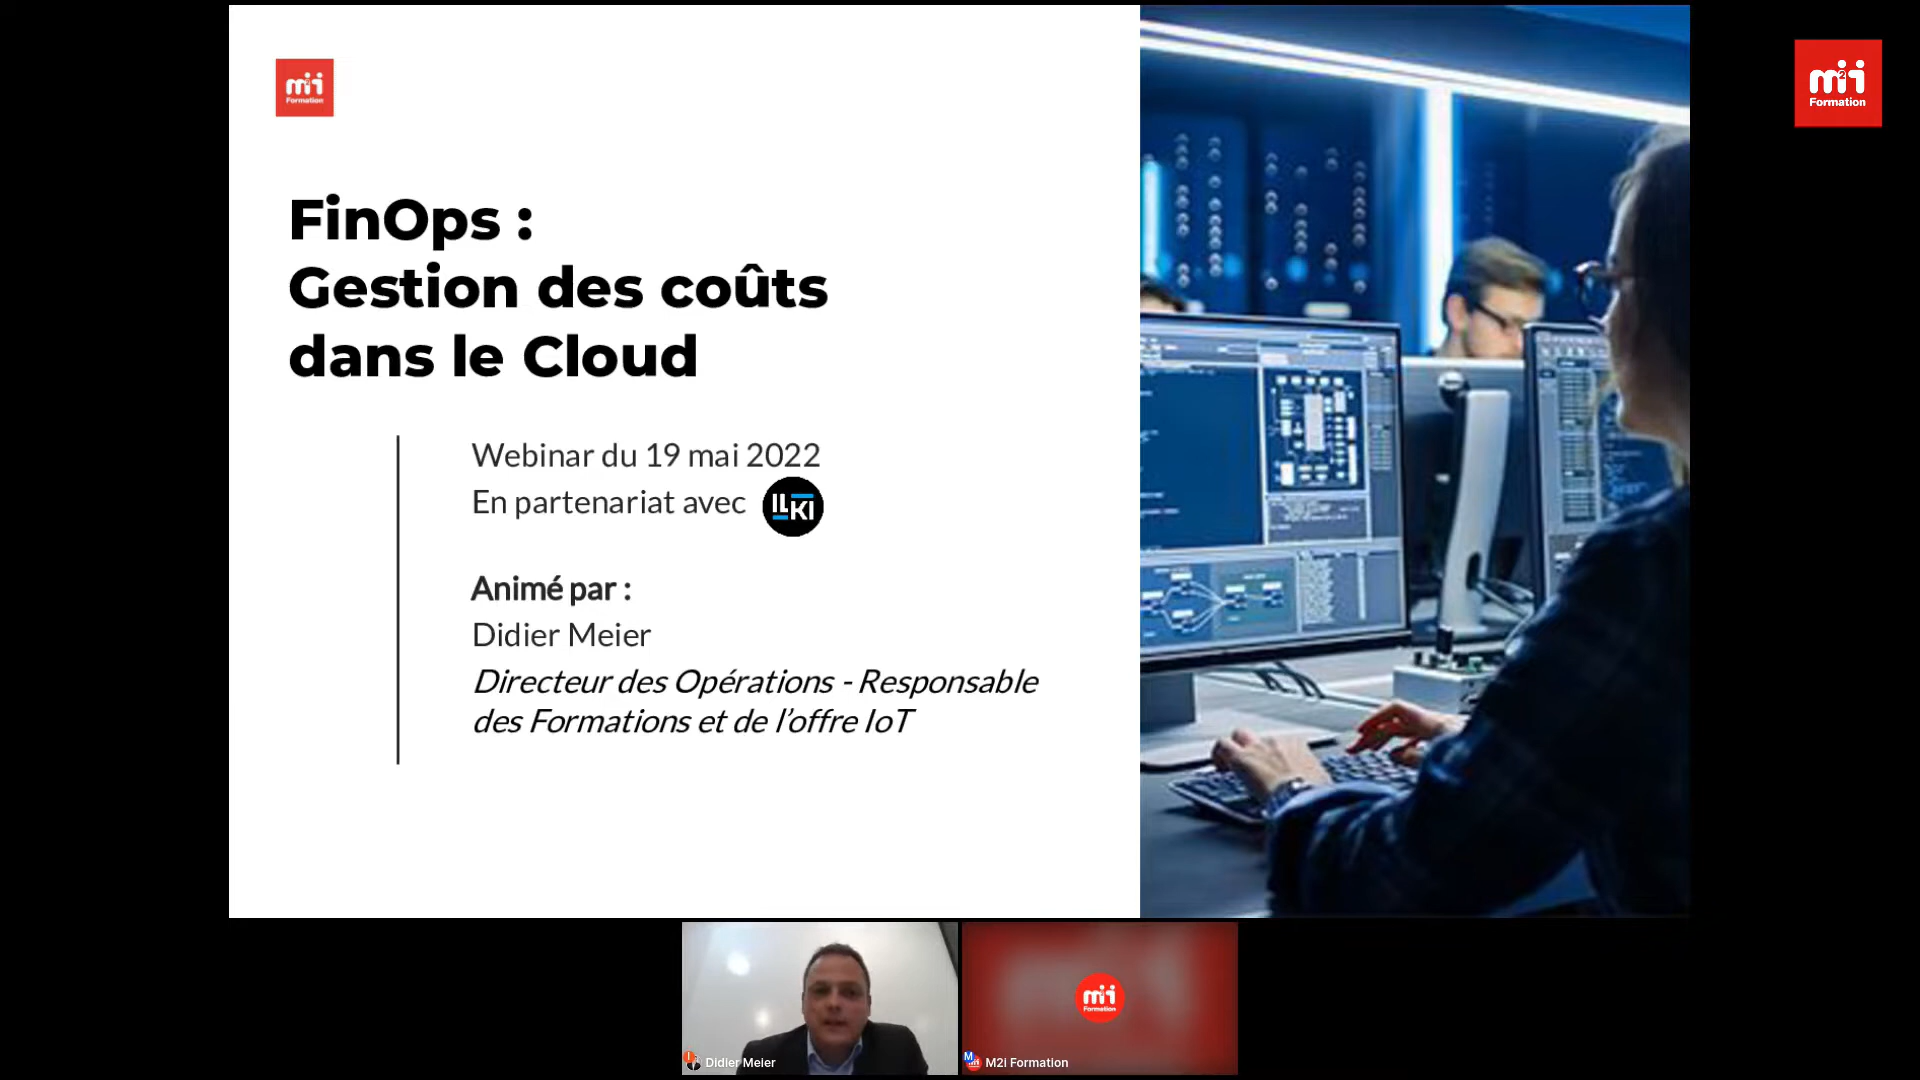 m2i
Formation
m2i
Formation
FinOps :
Gestion des coûts
dans le Cloud
Webinar du 19 mai 2022
En partenariat avec
ILKI
Animé par :
Didier Meier
Directeur des Opérations - Responsable
des Formations et de l’offre IoT
m2i
Formation
Didier Meier
M
M2i Formation